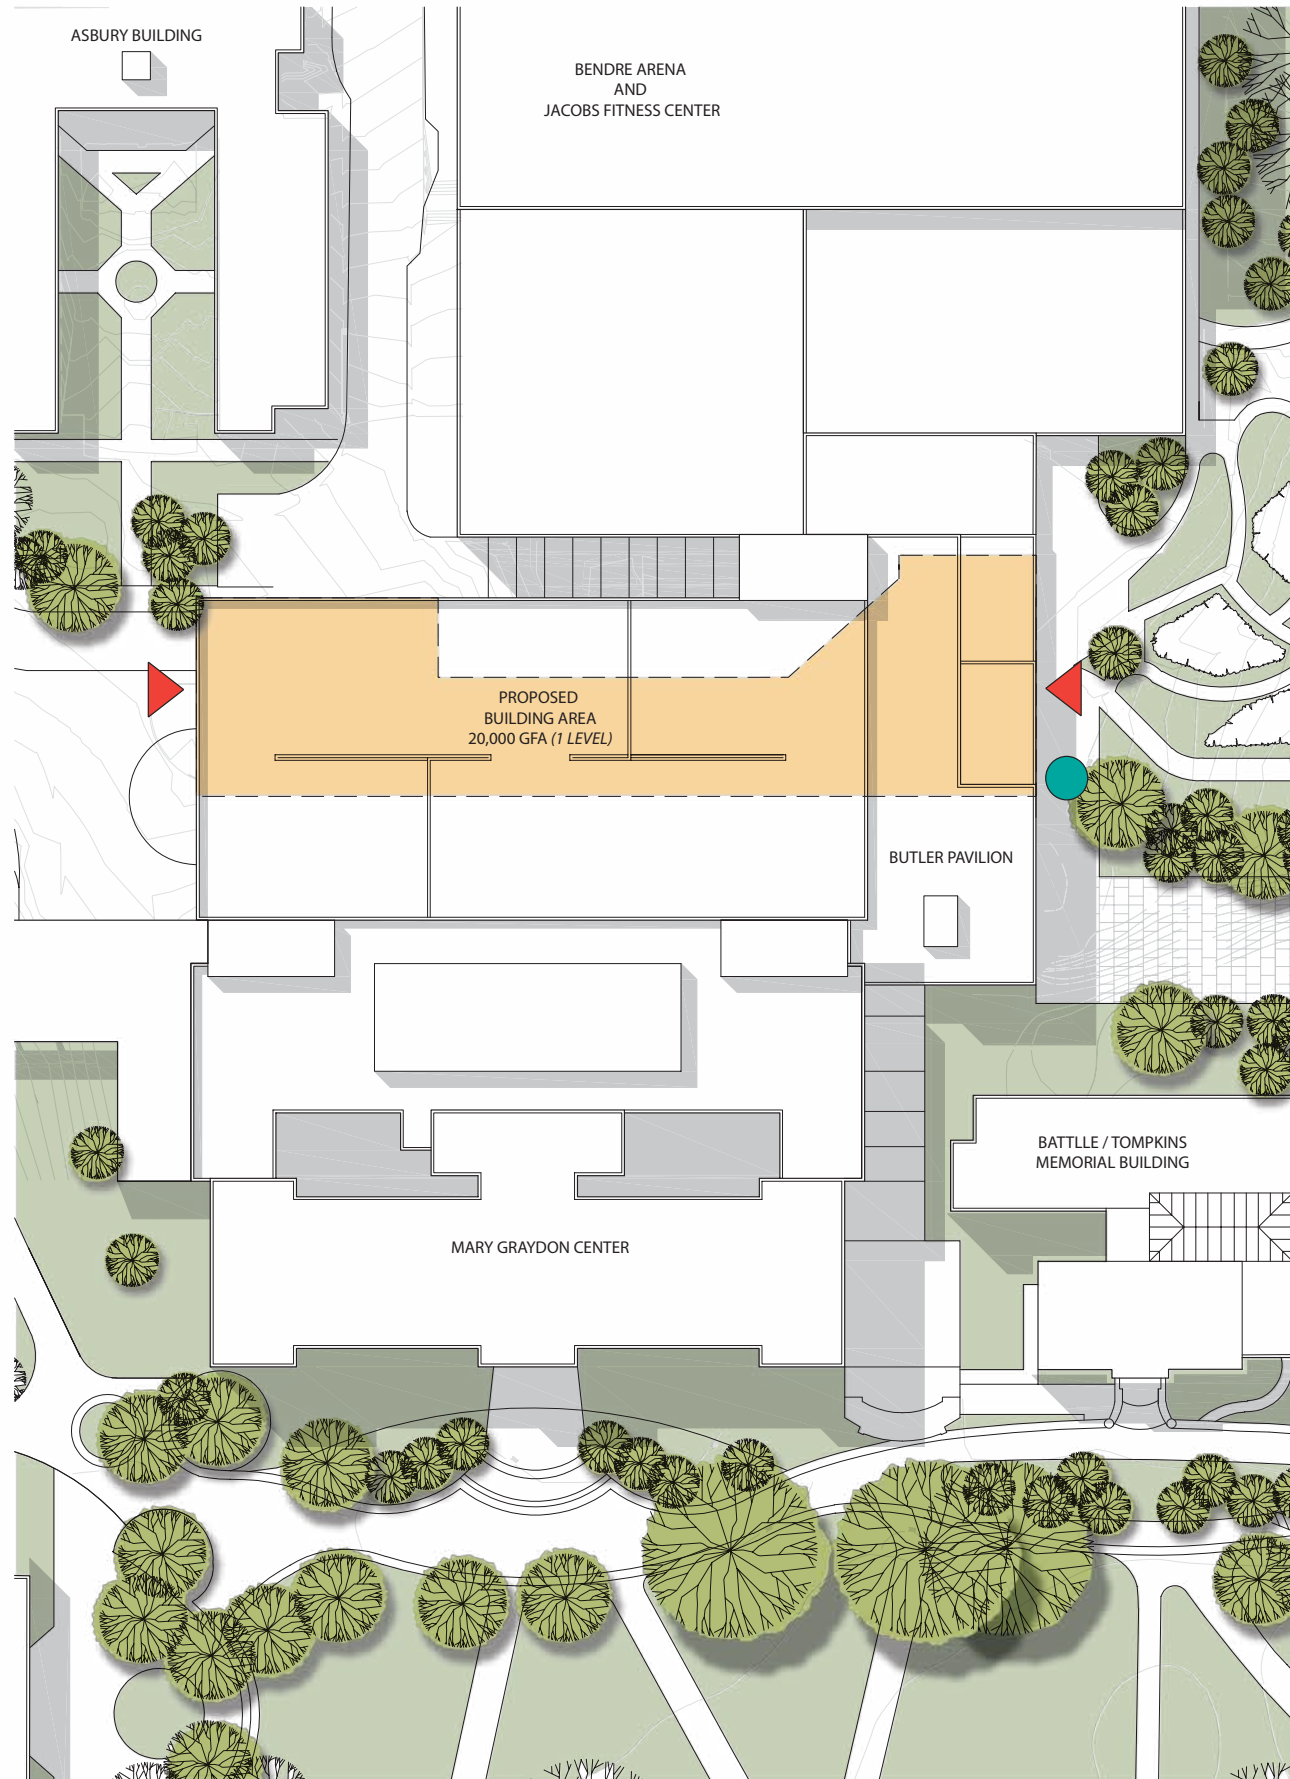 ASBURY BUILDING
BENDRE ARENA
AND
JACOBS FITNESS CENTER
PROPOSED
BUILDING AREA
20,000 GFA (1 LEVEL)
BUTLER PAVILION
BATTLLE / TOMPKINS
MEMORIAL BUILDING
MARY GRAYDON CENTER